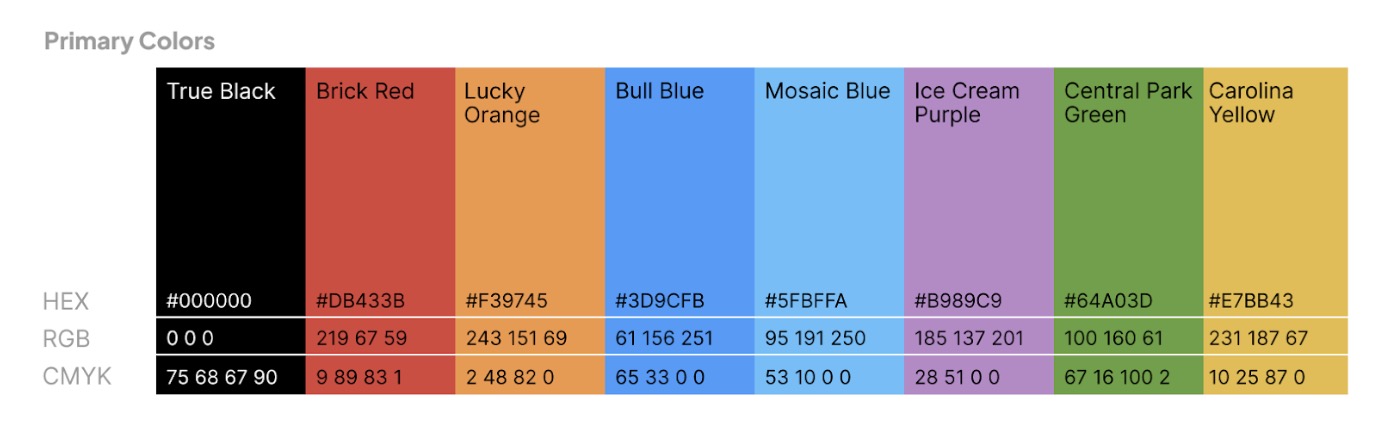 Primary Colors
True Black Brick Red Lucky Orange Bull Blue Mosaic Blue Ice Cream Purple Central Park Green Carolina Yellow
HEX #000000 #DB433B #F39745 #3D9CFB #5FBFFA #B989C9 #64A03D #E7BB43
RGB 0 0 0 219 67 59 243 151 69 61 156 251 95 191 250 185 137 201 100 160 61 231 187 67
CMYK 75 68 67 90 9 89 83 1 2 48 82 0 65 33 0 0 53 10 0 0 28 51 0 0 67 16 100 2 10 25 87 0